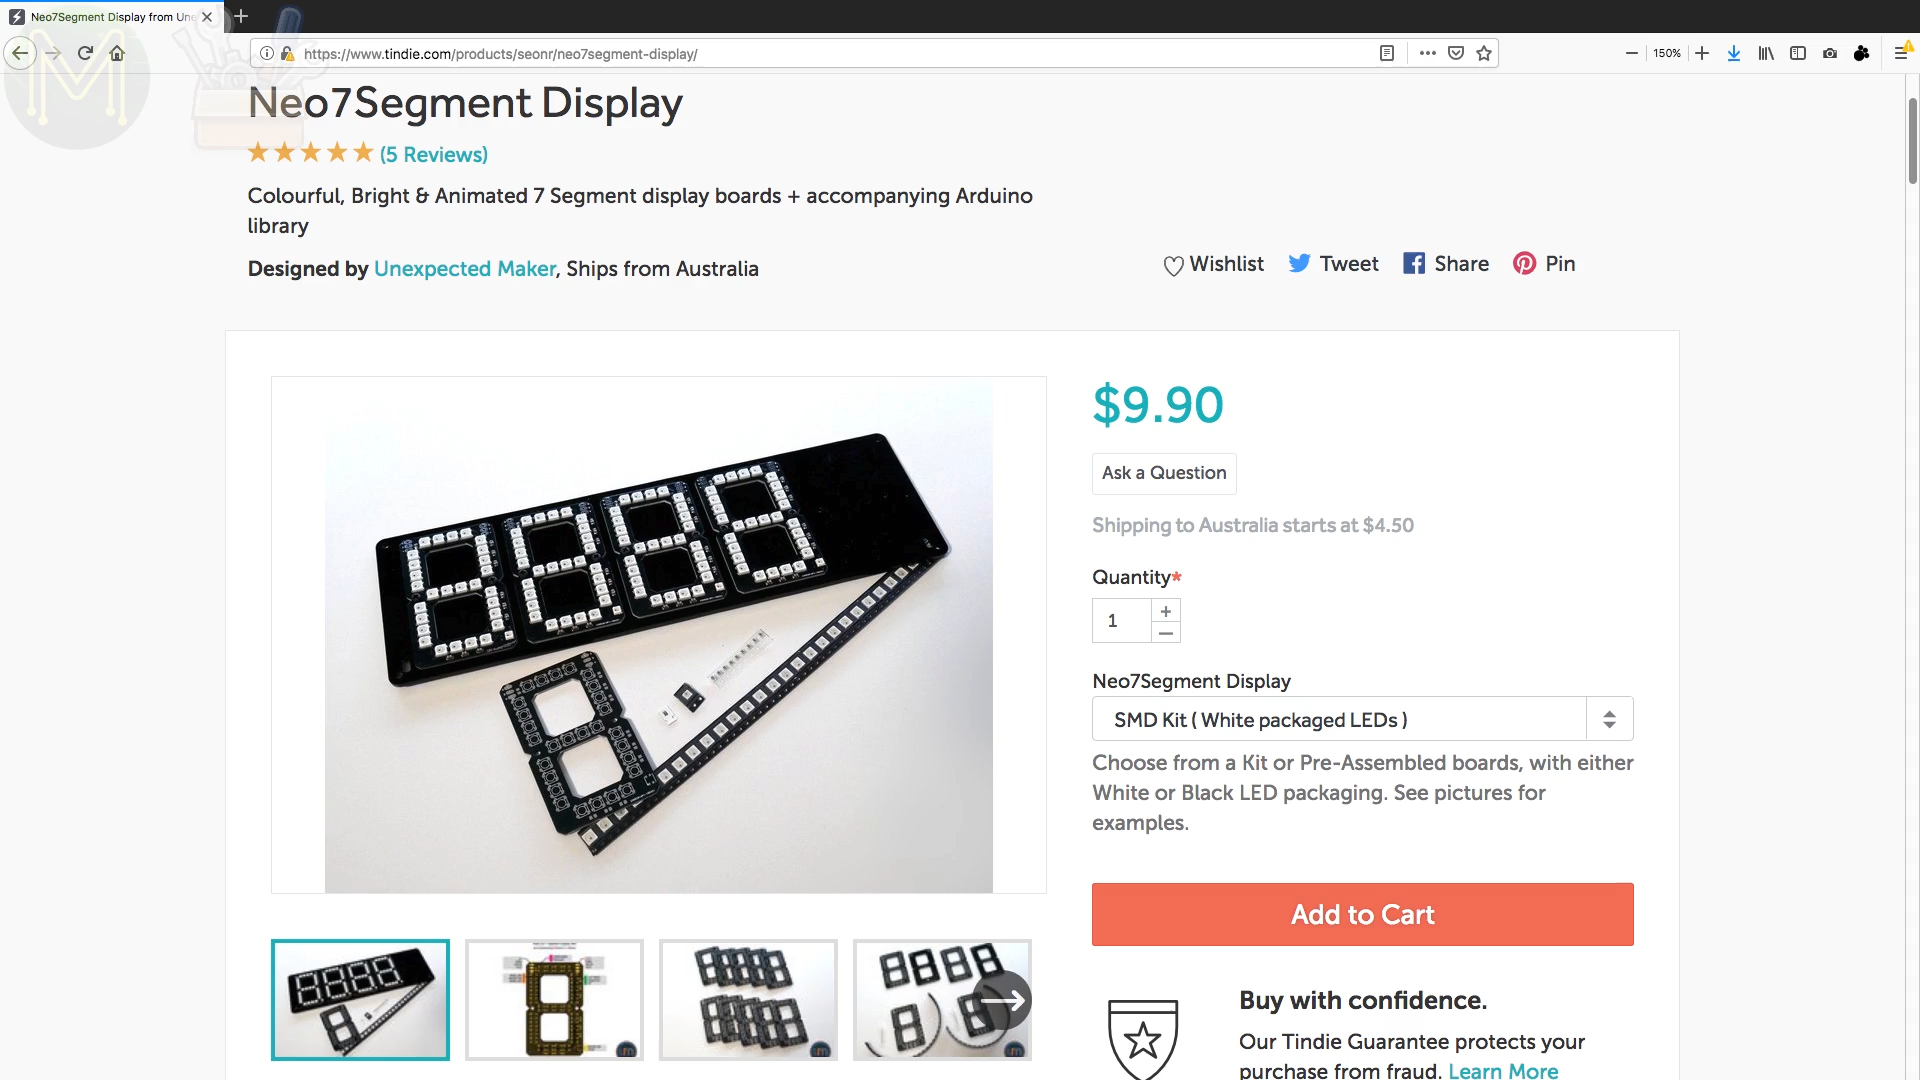 Neo7Segment Display from Une
https://www.tindie.com/products/seonr/neo7segment-display/
150%
Neo7Segment Display
(5 Reviews)
Colourful, Bright & Animated 7 Segment display boards + accompanying Arduino
library
Designed by Unexpected Maker, Ships from Australia
Wishlist
Tweet
Share
Pin
$9.90
Ask a Question
Shipping to Australia starts at $4.50
Quantity*
1
Neo7Segment Display
SMD Kit ( White packaged LEDs )
Choose from a Kit or Pre-Assembled boards, with either
White or Black LED packaging. See pictures for
examples.
Add to Cart
Buy with confidence.
Our Tindie Guarantee protects your
purchase from fraud. Learn More